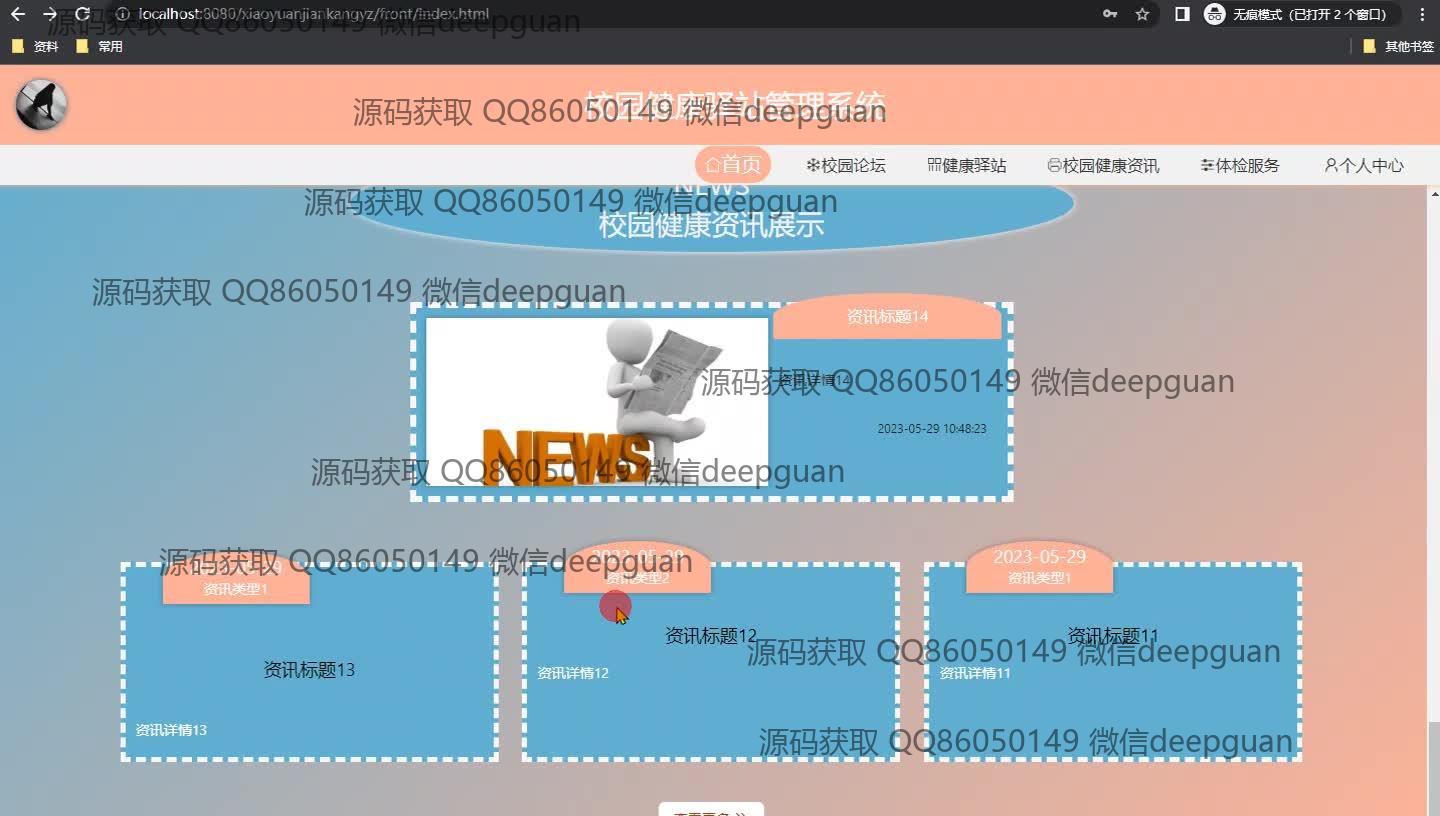 localhost:8080/xiaoyuanjiankangyz/front/index.html
无痕模式（已打开 2 个窗口）
资料
常用
其他书签
源码获取 QQ86050149 微信deepguan
校园健康驿站管理系统
源码获取 QQ86050149 微信deepguan
首页
校园论坛
健康驿站
校园健康资讯
体检服务
个人中心
NEWS
源码获取 QQ86050149 微信deepguan
校园健康资讯展示
源码获取 QQ86050149 微信deepguan
资讯标题14
资讯详情14
源码获取 QQ86050149 微信deepguan
2023-05-29 10:48:23
NEWS
源码获取 QQ86050149 微信deepguan
源码获取 QQ86050149 微信deepguan
资讯类型1
资讯标题13
资讯详情13
2023-05-29
资讯类型2
资讯标题12
资讯详情12
2023-05-29
资讯类型1
资讯标题11
资讯详情11
源码获取 QQ86050149 微信deepguan
源码获取 QQ86050149 微信deepguan